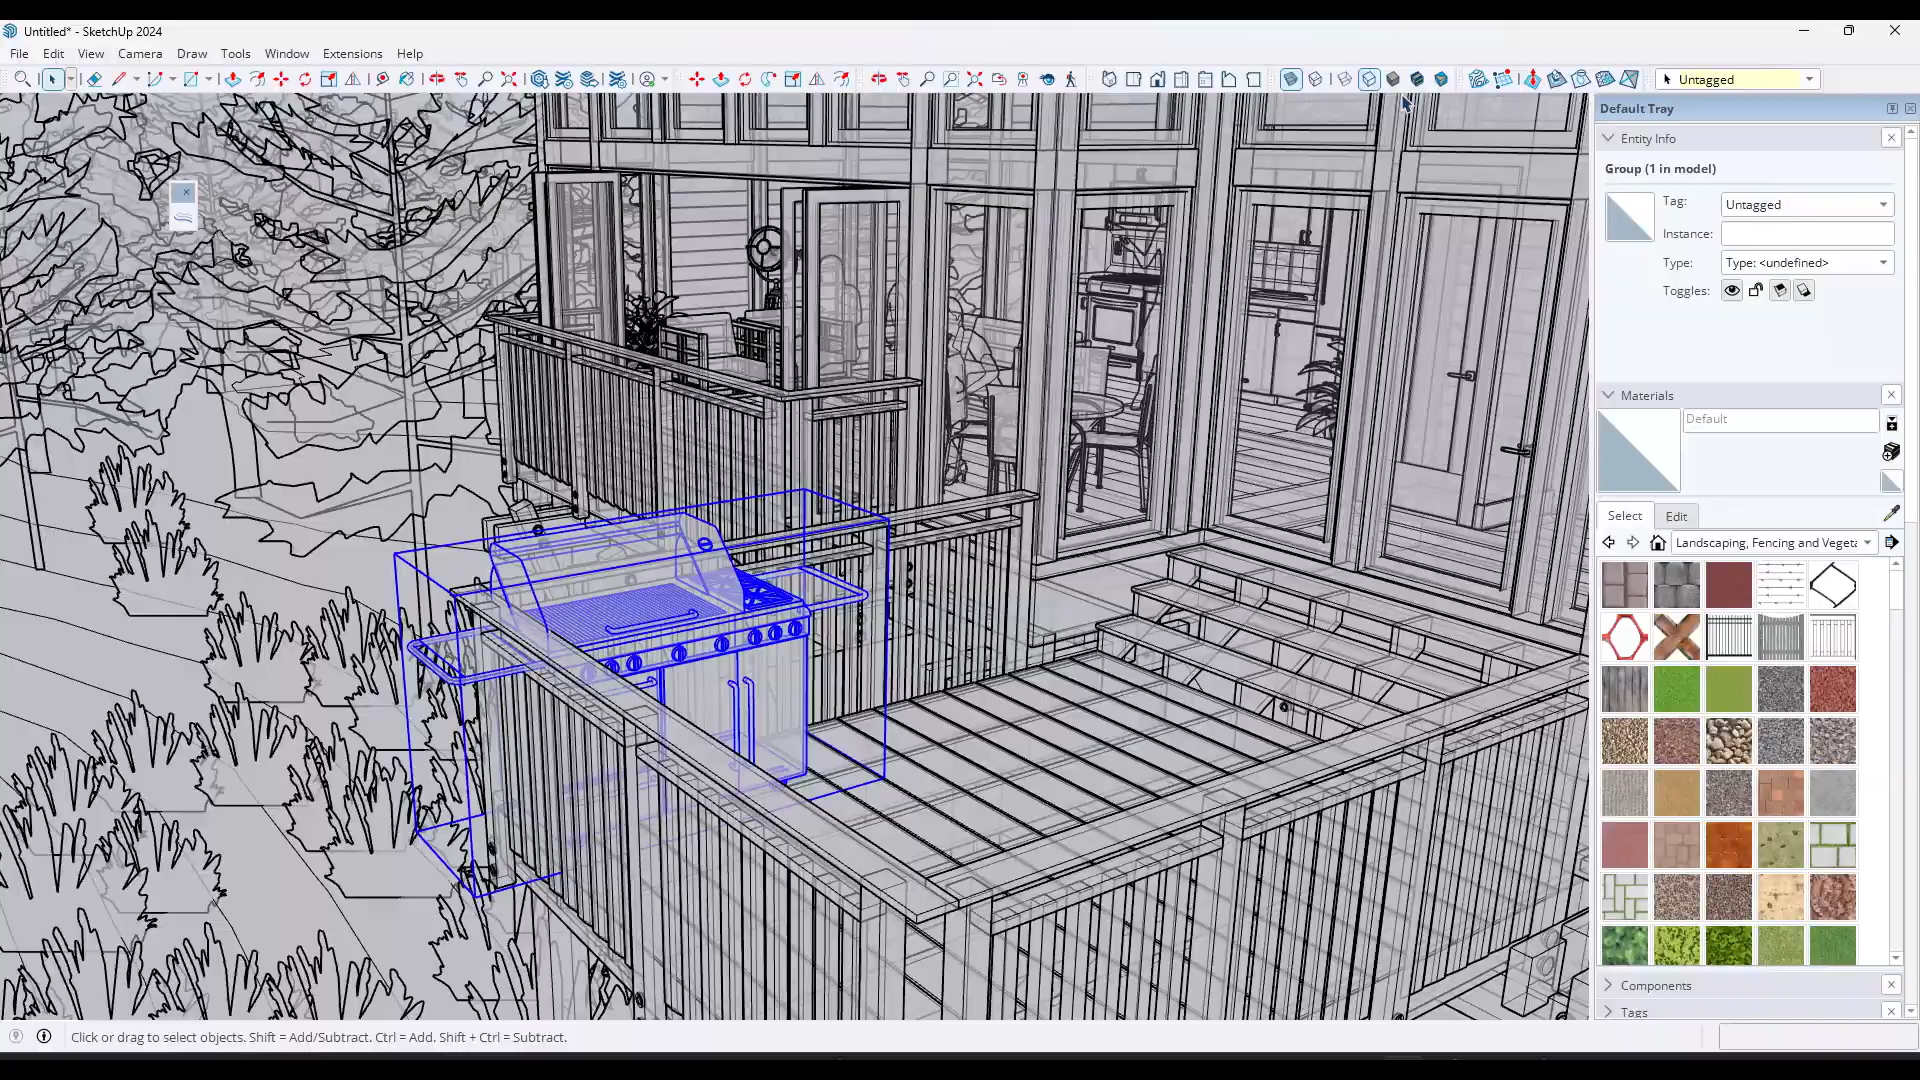 Untitled* - SketchUp 2024
File Edit View Camera Draw Tools Window Extensions Help
Untagged
Default Tray
Entity Info
Group (1 in model)
Tag: Untagged
Instance:
Type: Type: <undefined>
Toggles:
Materials
Default
Select Edit
Landscaping, Fencing and Vegeta
Components
Tags
Click or drag to select objects. Shift = Add/Subtract. Ctrl = Add. Shift + Ctrl = Subtract.